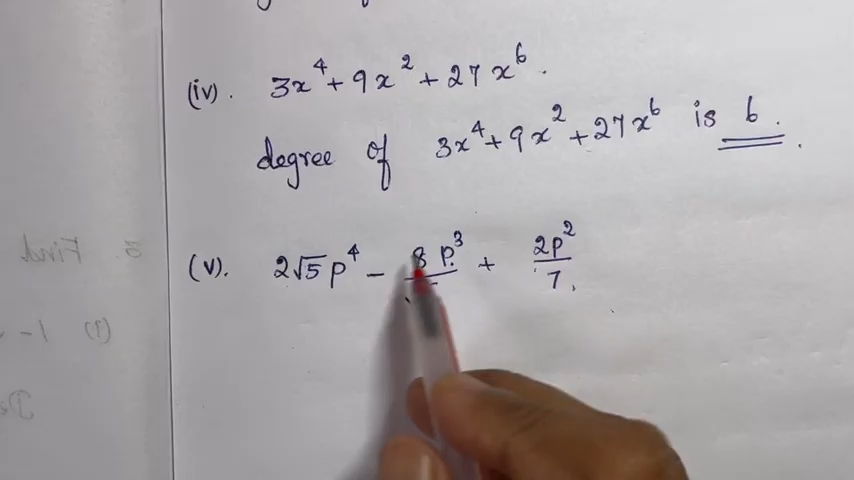 (iv). 3x⁴ + 9x² + 27x⁶.
degree of 3x⁴ + 9x² + 27x⁶ is 6.
(v). 2√5 p⁴ − 8p³/ + 2p²/7.